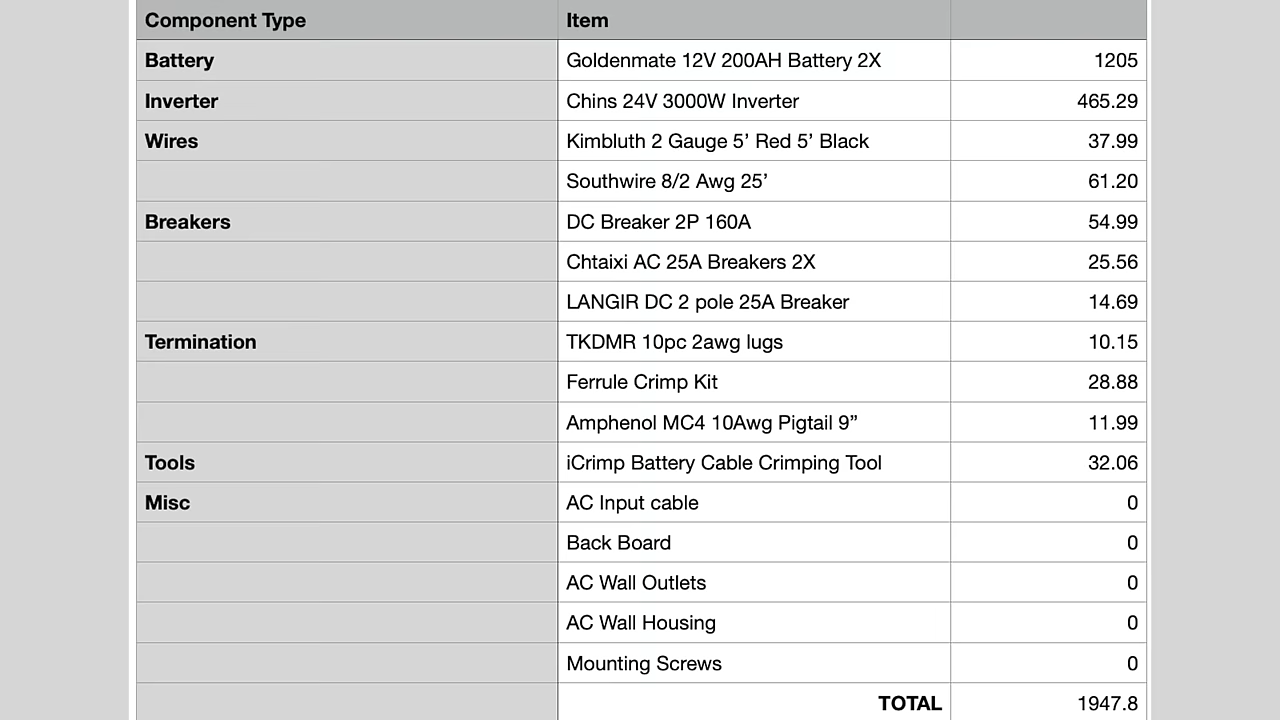 Component Type Item
Battery Goldenmate 12V 200AH Battery 2X 1205
Inverter Chins 24V 3000W Inverter 465.29
Wires Kimbluth 2 Gauge 5’ Red 5’ Black 37.99
Southwire 8/2 Awg 25’ 61.20
Breakers DC Breaker 2P 160A 54.99
Chtaixi AC 25A Breakers 2X 25.56
LANGIR DC 2 pole 25A Breaker 14.69
Termination TKDMR 10pc 2awg lugs 10.15
Ferrule Crimp Kit 28.88
Amphenol MC4 10Awg Pigtail 9” 11.99
Tools iCrimp Battery Cable Crimping Tool 32.06
Misc AC Input cable 0
Back Board 0
AC Wall Outlets 0
AC Wall Housing 0
Mounting Screws 0
TOTAL 1947.8